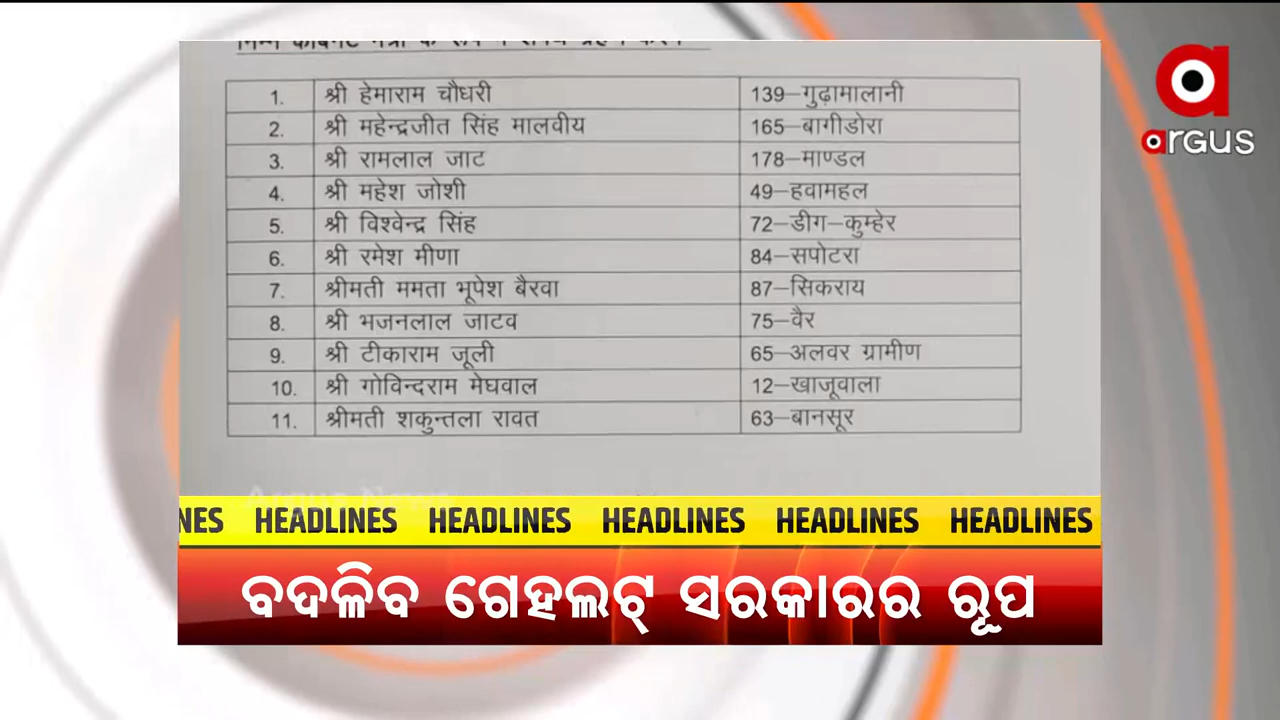 निम्न
1. श्री हेमाराम चौधरी 139–गुढ़ामालानी
2. श्री महेन्द्रजीत सिंह मालवीय 165–बागीडोरा
3. श्री रामलाल जाट 178–माण्डल
4. श्री महेश जोशी 49–हवामहल
5. श्री विश्वेन्द्र सिंह 72–डीग–कुम्हेर
6. श्री रमेश मीणा 84–सपोटरा
7. श्रीमती ममता भूपेश बैरवा 87–सिकराय
8. श्री भजनलाल जाटव 75–वैर
9. श्री टीकाराम जूली 65–अलवर ग्रामीण
10. श्री गोविन्दराम मेघवाल 12–खाजूवाला
11. श्रीमती शकुन्तला रावत 63–बानसूर
argus
Argus News
NES HEADLINES HEADLINES HEADLINES HEADLINES HEADLINES
ବଦଳିବ ଗେହଲଟ୍ ସରକାରର ରୂପ